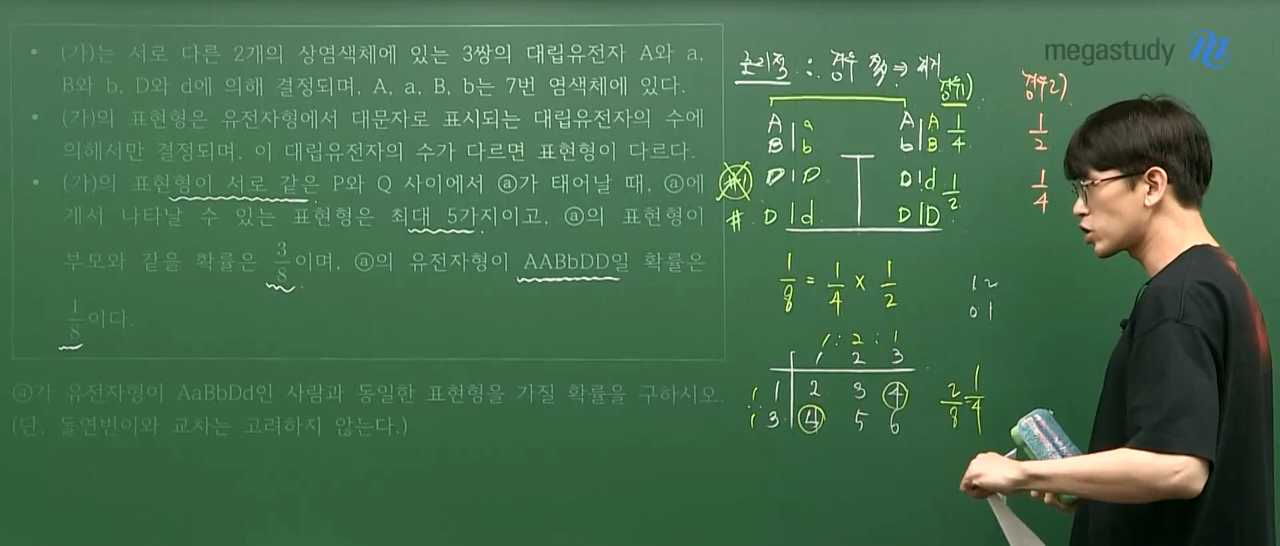 • (가)는 서로 다른 2개의 상염색체에 있는 3쌍의 대립유전자 A와 a,
B와 b, D와 d에 의해 결정되며, A, a, B, b는 7번 염색체에 있다.
• (가)의 표현형은 유전자형에서 대문자로 표시되는 대립유전자의 수에
의해서만 결정되며, 이 대립유전자의 수가 다르면 표현형이 다르다.
• (가)의 표현형이 서로 같은 P와 Q 사이에서 ⓐ가 태어날 때, ⓐ에
게서 나타날 수 있는 표현형은 최대 5가지이고, ⓐ의 표현형이
부모와 같을 확률은 3/8이며, ⓐ의 유전자형이 AABbDD일 확률은
1/8이다.
ⓐ가 유전자형이 AaBbDd인 사람과 동일한 표현형을 가질 확률을 구하시오.
(단, 돌연변이와 교차는 고려하지 않는다.)
megastudy
경우1)
경우2)
A | a A | A 1/4 1/2
B | b b | B
D | D D | d 1/2 1/4
# D | d D | D
1/8 = 1/4 × 1/2
1 2
0 1
1 : 2 : 1
1 2 3
1 2 3 ④
3 ④ 5 6
1 : 1
2/8 = 1/4